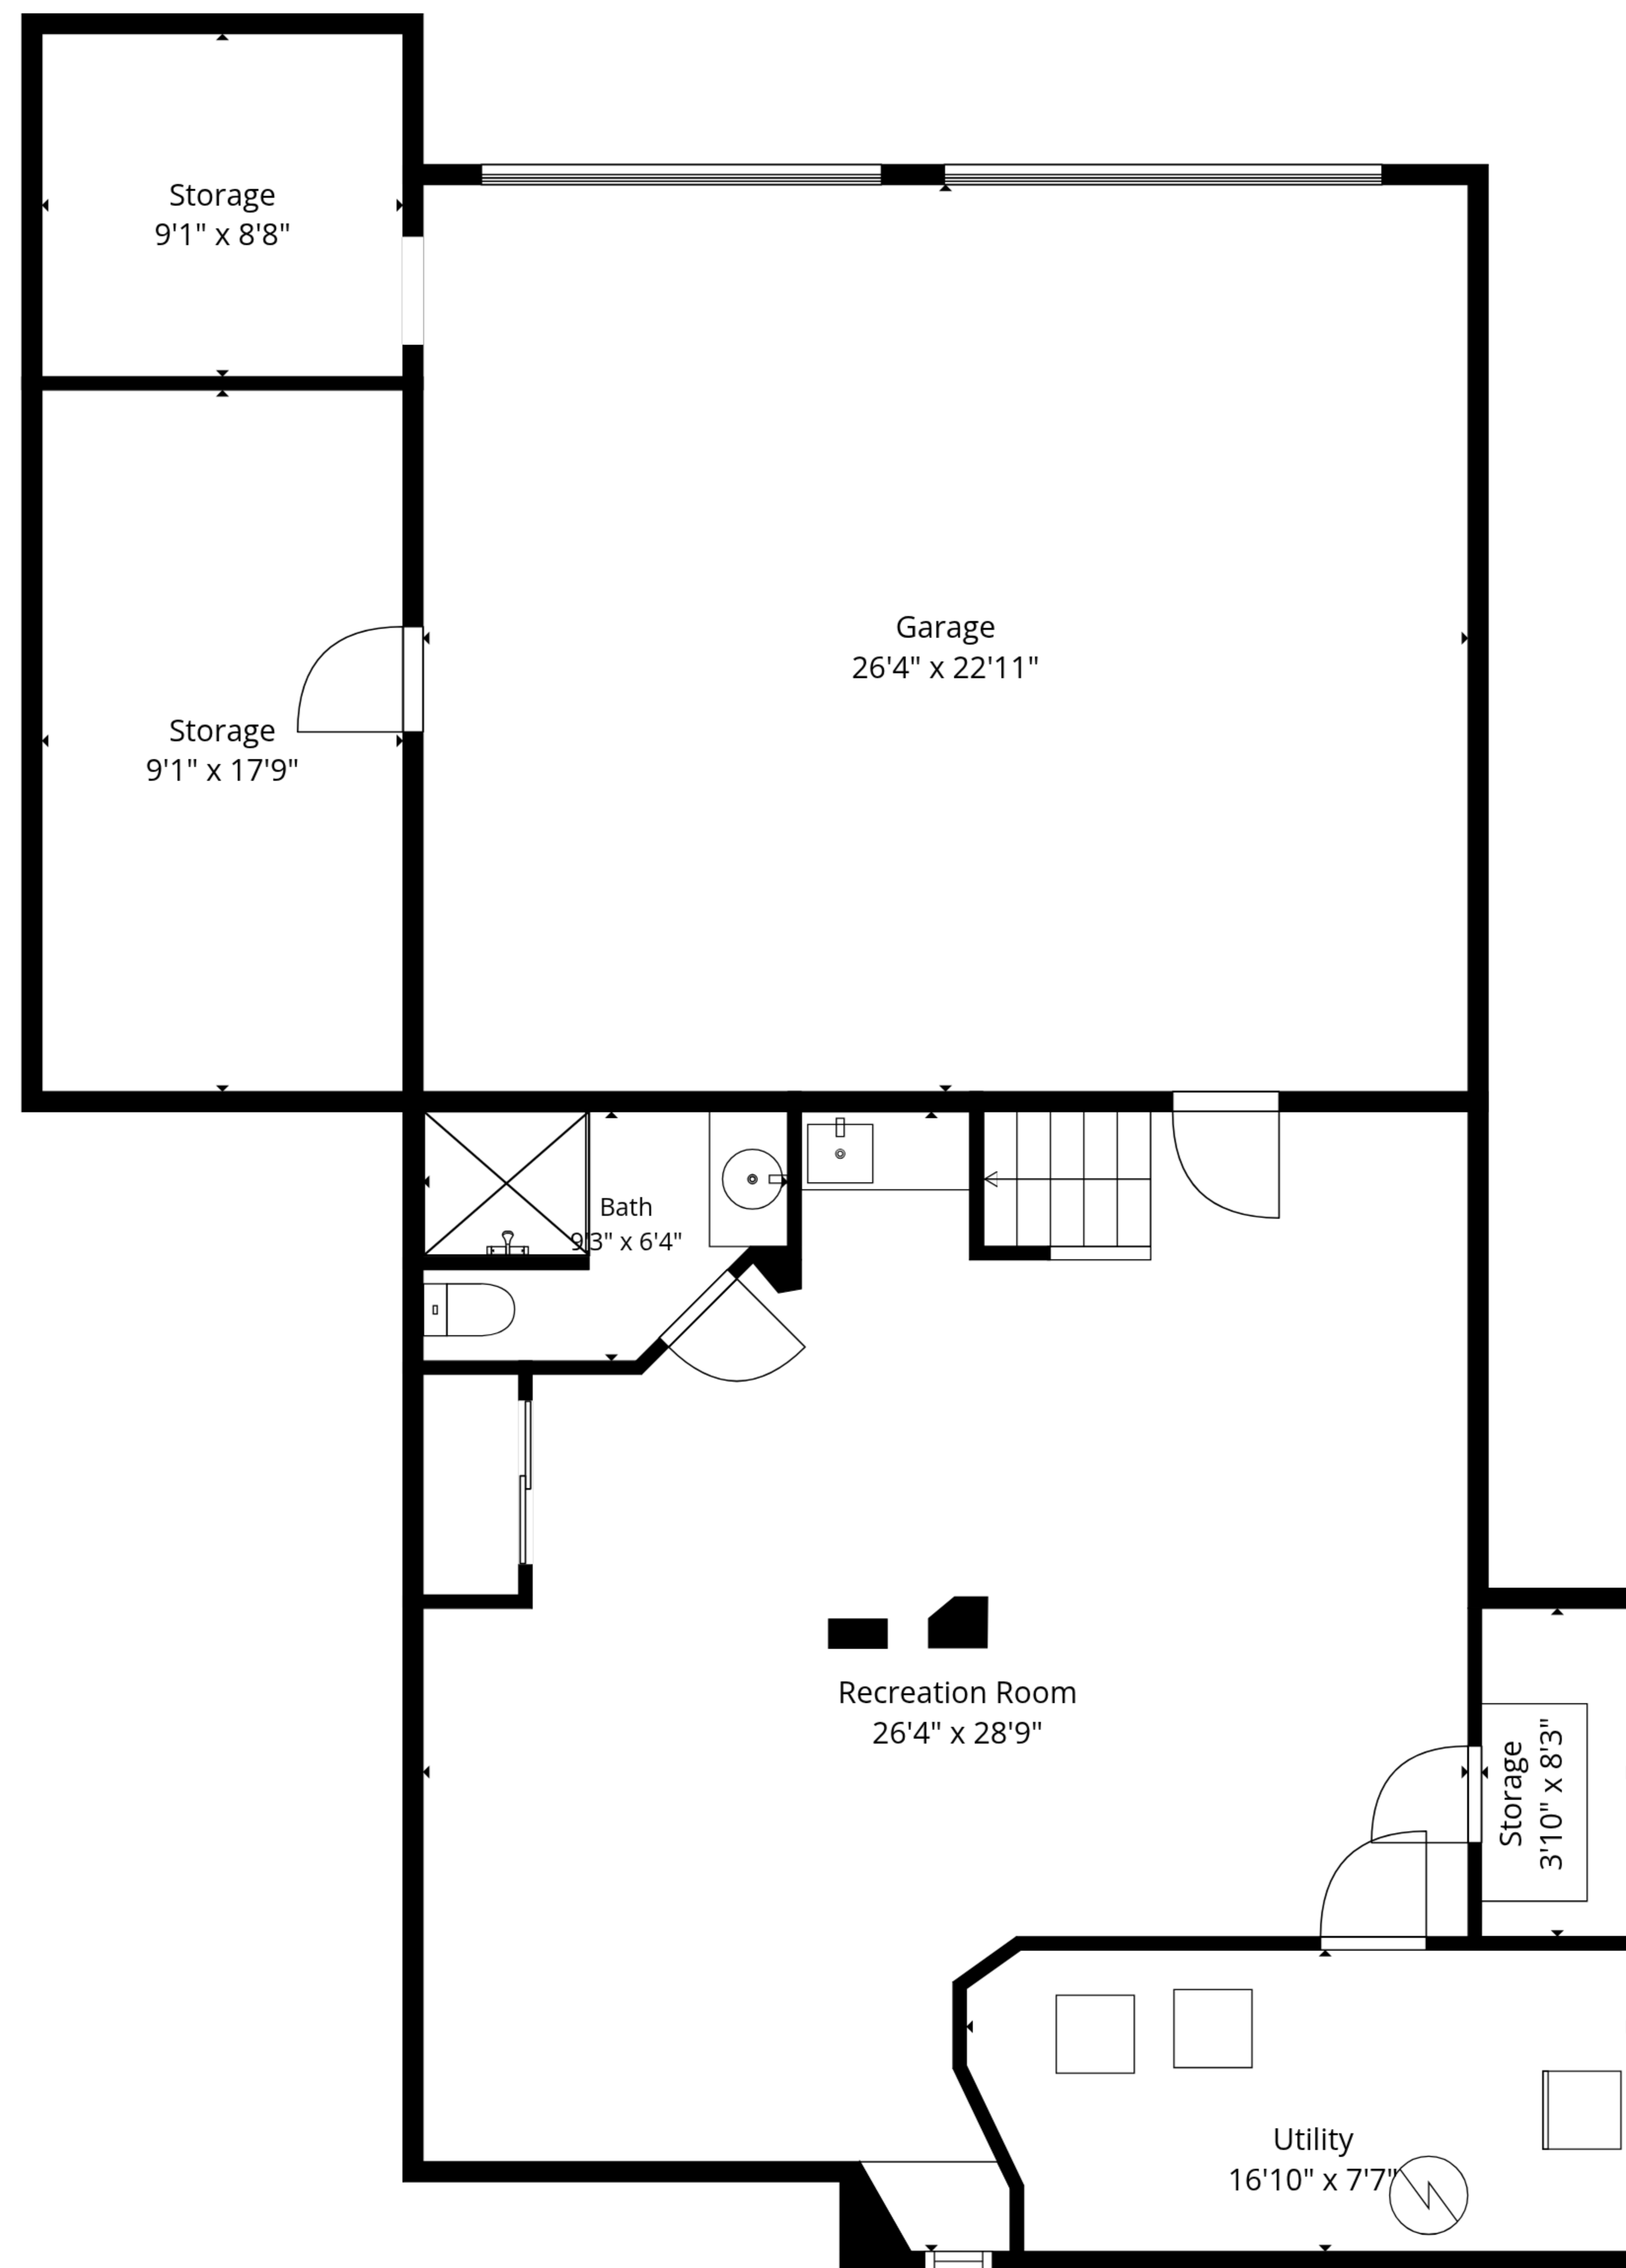 Storage
9'1" x 8'8"
Garage
26'4" x 22'11"
Storage
9'1" x 17'9"
Bath
9'3" x 6'4"
Recreation Room
26'4" x 28'9"
Storage
3'10" x 8'3"
Utility
16'10" x 7'7"